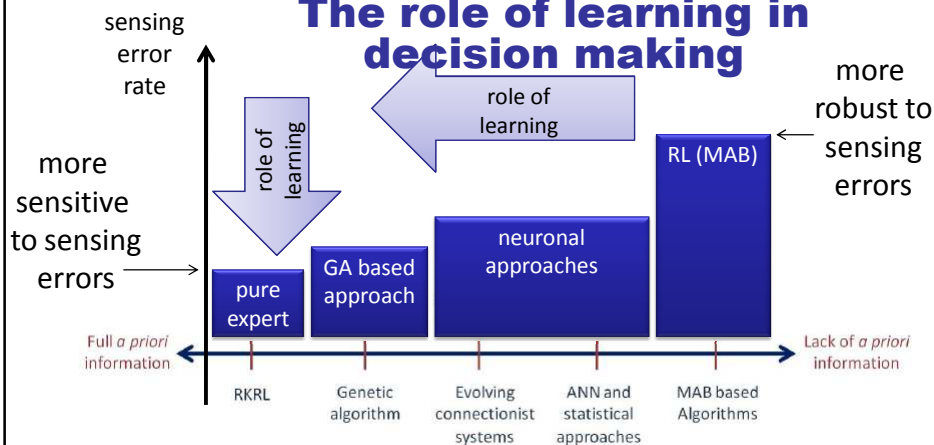 The role of learning in
decision making
sensing
error
rate
role of
learning
role of
learning
more
robust to
sensing
errors
more
sensitive
to sensing
errors
RL (MAB)
neuronal
approaches
GA based
approach
pure
expert
Full a priori
information
Lack of a priori
information
RKRL
Genetic
algorithm
Evolving
connectionist
systems
ANN and
statistical
approaches
MAB based
Algorithms